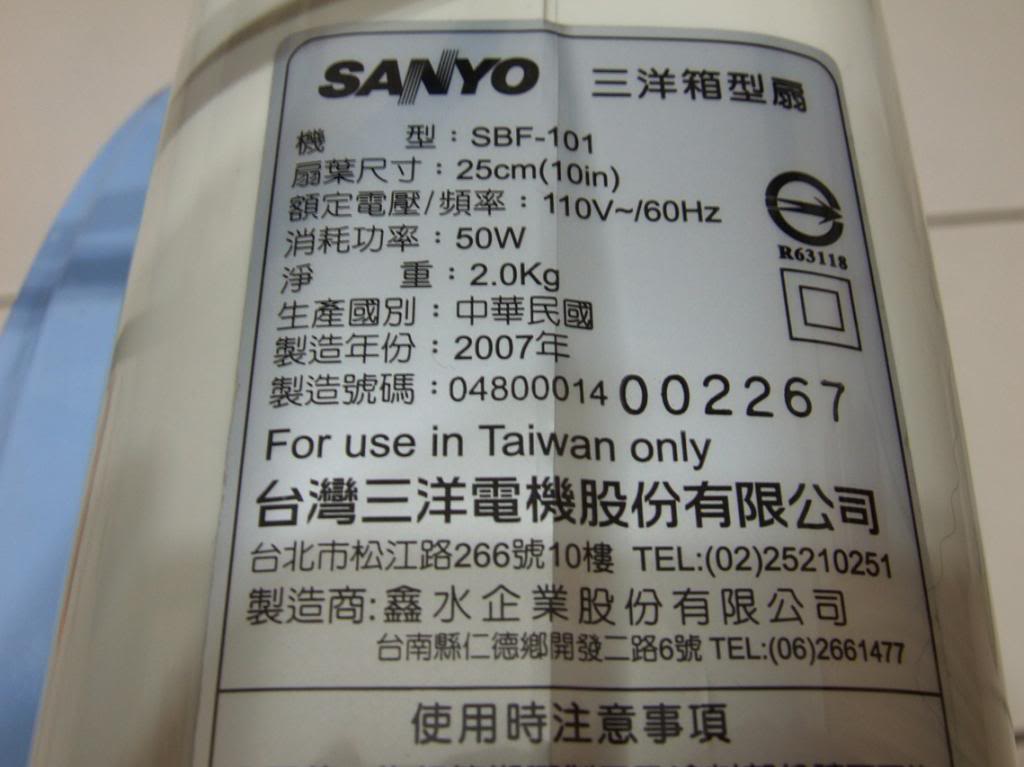 SANYO 三洋箱型扇
機 型：SBF-101
扇葉尺寸：25cm(10in)
額定電壓/頻率：110V~/60Hz
消耗功率：50W
淨 重：2.0Kg
R63118
生產國別：中華民國
製造年份：2007年
製造號碼：04800014 002267
For use in Taiwan only
台灣三洋電機股份有限公司
台北市松江路266號10樓 TEL:(02)25210251
製造商:鑫水企業股份有限公司
台南縣仁德鄉開發二路6號 TEL:(06)2661477
使用時注意事項